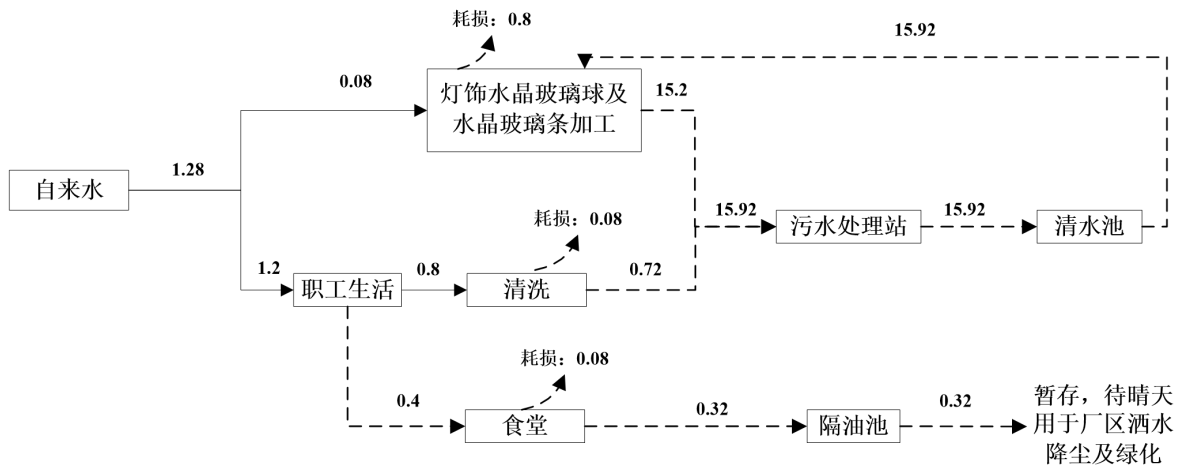 耗损：0.8
15.92
0.08
灯饰水晶玻璃球及
水晶玻璃条加工
15.2
自来水
1.28
耗损：0.08
15.92
污水处理站
15.92
清水池
1.2
职工生活
0.8
清洗
0.72
耗损：0.08
0.4
食堂
0.32
隔油池
0.32
暂存，待晴天
用于厂区洒水
降尘及绿化